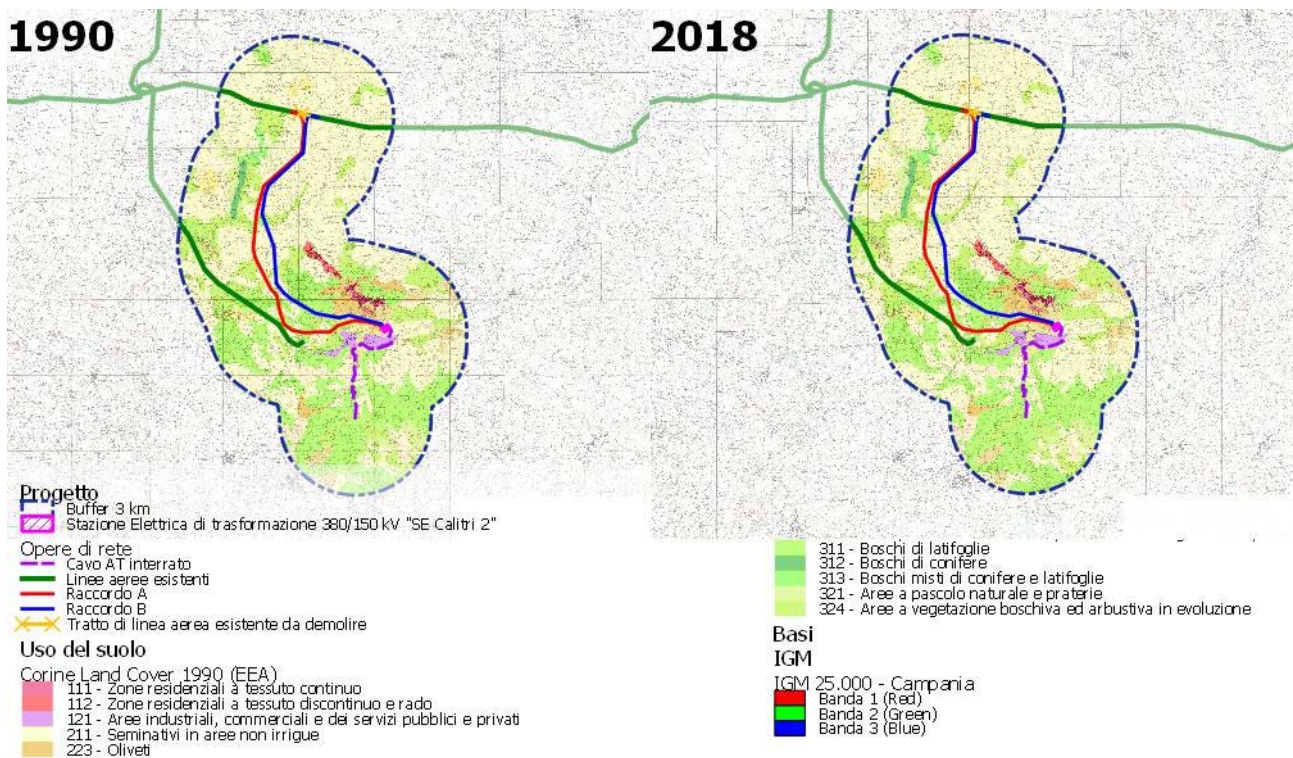 1990
2018
Progetto
Buffer 3 km
Stazione Elettrica di trasformazione 380/150 kV "SE Calitri 2"
Opere di rete
Cavo AT interrato
Linee aeree esistenti
Raccordo A
Raccordo B
Tratto di linea aerea esistente da demolire
Uso del suolo
Corine Land Cover 1990 (EEA)
111 - Zone residenziali a tessuto continuo
112 - Zone residenziali a tessuto discontinuo e rado
121 - Aree industriali, commerciali e dei servizi pubblici e privati
211 - Seminativi in aree non irrigue
223 - Oliveti
311 - Boschi di latifoglie
312 - Boschi di conifere
313 - Boschi misti di conifere e latifoglie
321 - Aree a pascolo naturale e praterie
324 - Aree a vegetazione boschiva ed arbustiva in evoluzione
Basi
IGM
IGM 25.000 - Campania
Banda 1 (Red)
Banda 2 (Green)
Banda 3 (Blue)